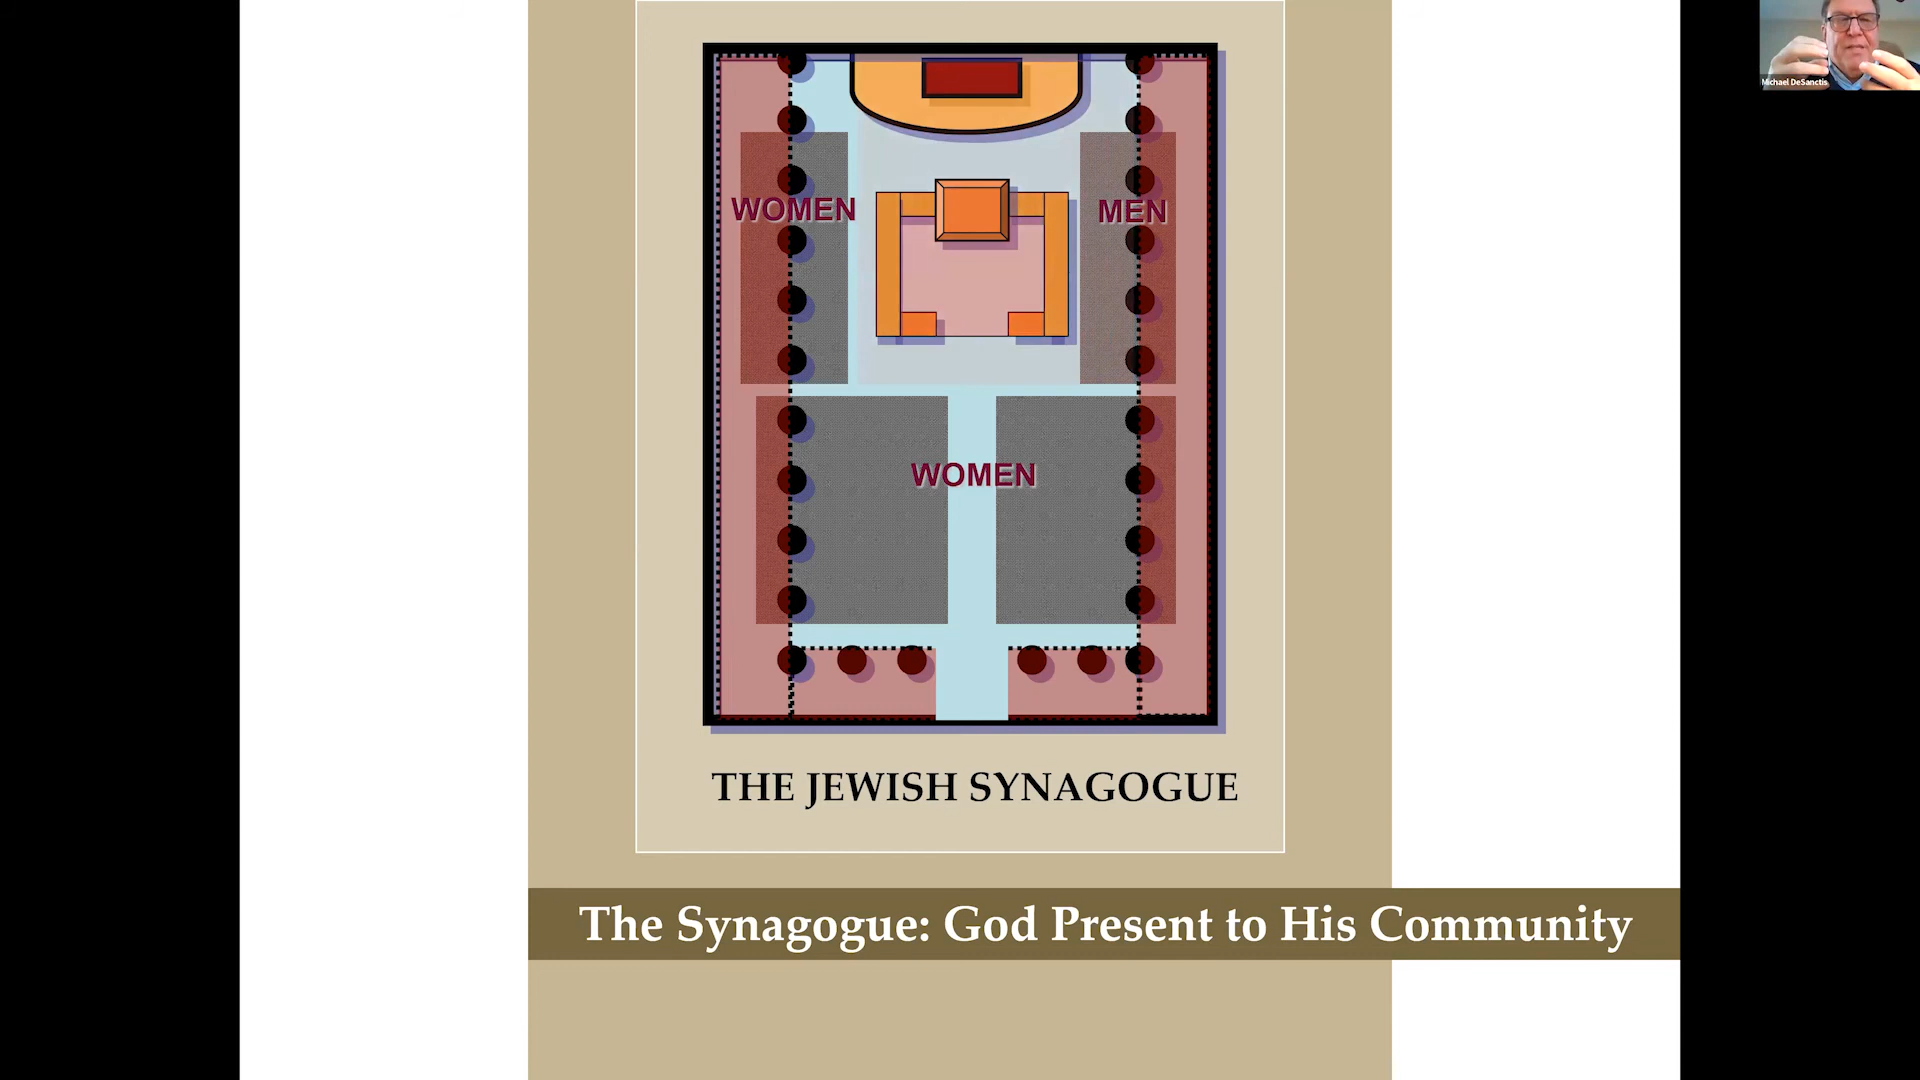 Michael DeSanctis
WOMEN
MEN
WOMEN
THE JEWISH SYNAGOGUE
The Synagogue: God Present to His Community